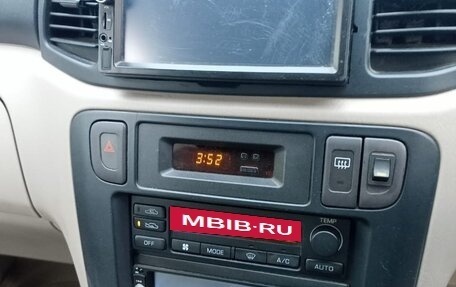 3:52
MBIB-RU
TEMP
OFF
MODE
A/C
AUTO